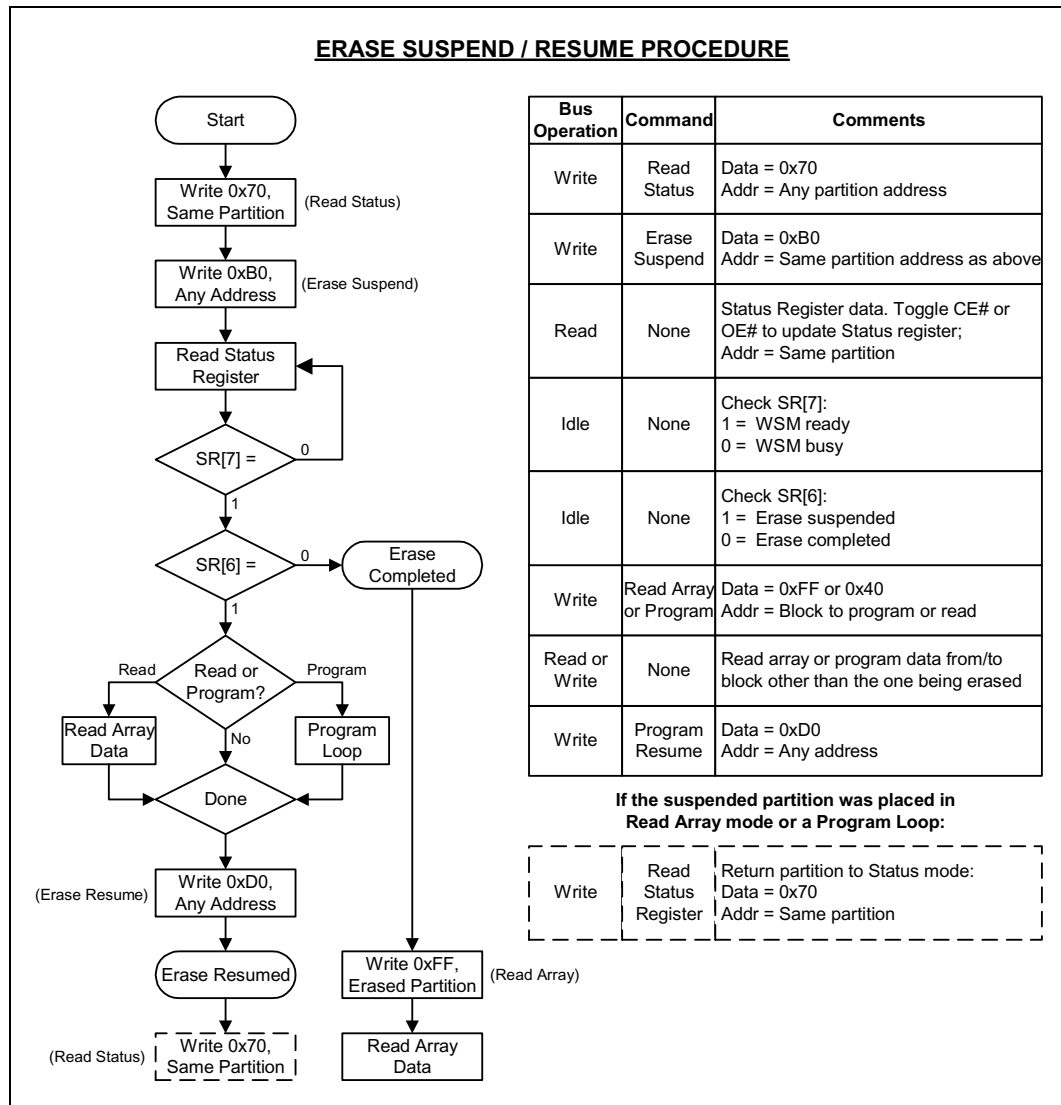 ERASE SUSPEND / RESUME PROCEDURE
Start
Write 0x70,
Same Partition
(Read Status)
Write 0xB0,
Any Address
(Erase Suspend)
Read Status
Register
SR[7] =
0
1
SR[6] =
0
Erase
Completed
1
Read or
Program?
Read
Program
No
Read Array
Data
Program
Loop
Done
(Erase Resume)
Write 0xD0,
Any Address
Erase Resumed
(Read Status)
Write 0x70,
Same Partition
Write 0xFF,
Erased Partition
(Read Array)
Read Array
Data
Bus
Operation
Command
Comments
Write
Read
Status
Data = 0x70
Addr = Any partition address
Write
Erase
Suspend
Data = 0xB0
Addr = Same partition address as above
Read
None
Status Register data. Toggle CE# or
OE# to update Status register;
Addr = Same partition
Idle
None
Check SR[7]:
1 = WSM ready
0 = WSM busy
Idle
None
Check SR[6]:
1 = Erase suspended
0 = Erase completed
Write
Read Array
or Program
Data = 0xFF or 0x40
Addr = Block to program or read
Read or
Write
None
Read array or program data from/to
block other than the one being erased
Write
Program
Resume
Data = 0xD0
Addr = Any address
If the suspended partition was placed in
Read Array mode or a Program Loop:
Write
Read
Status
Register
Return partition to Status mode:
Data = 0x70
Addr = Same partition